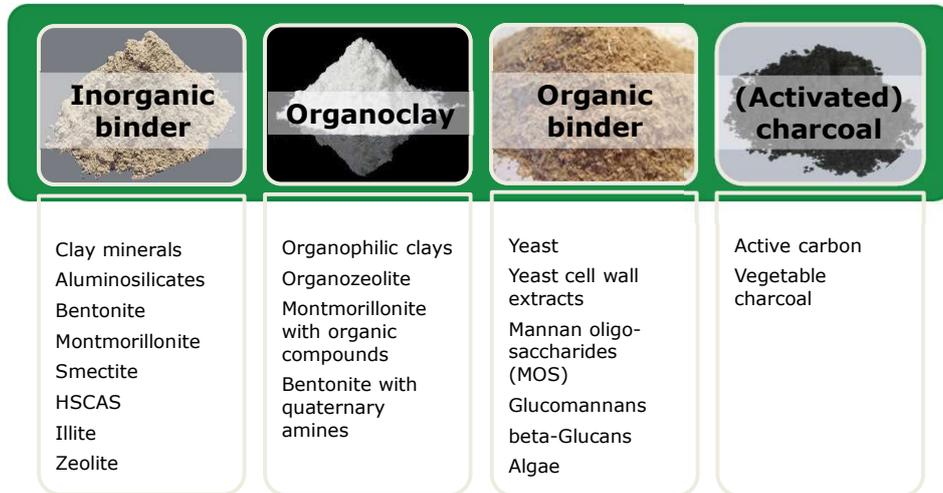 Inorganic
binder
Organoclay
Organic
binder
(Activated)
charcoal
Clay minerals
Aluminosilicates
Bentonite
Montmorillonite
Smectite
HSCAS
Illite
Zeolite
Organophilic clays
Organozeolite
Montmorillonite
with organic
compounds
Bentonite with
quaternary
amines
Yeast
Yeast cell wall
extracts
Mannan oligo-
saccharides
(MOS)
Glucomannans
beta-Glucans
Algae
Active carbon
Vegetable
charcoal